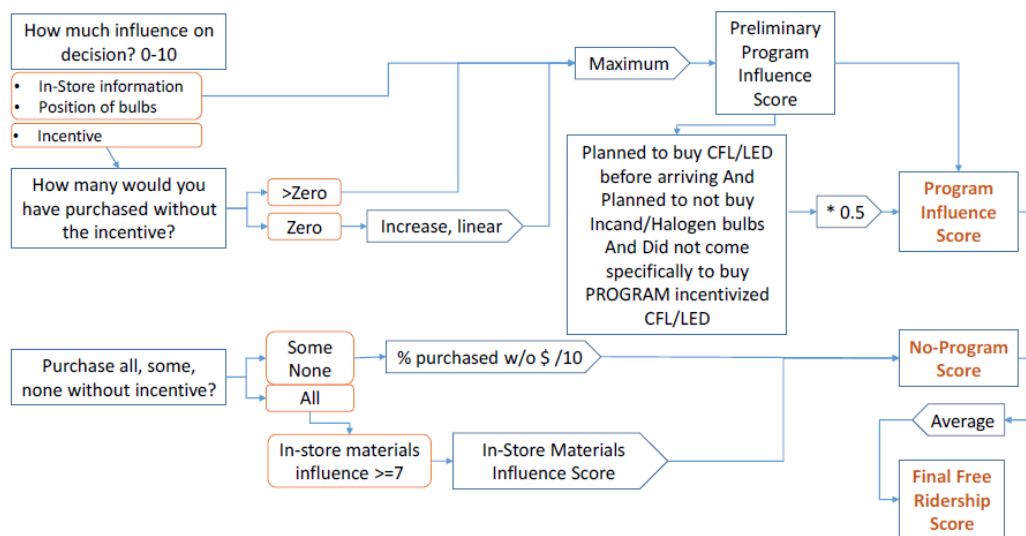 How much influence on
decision? 0-10
• In-Store information
• Position of bulbs
• Incentive
How many would you
have purchased without
the incentive?
>Zero
Zero
Increase, linear
Maximum
Preliminary
Program
Influence
Score
Planned to buy CFL/LED
before arriving And
Planned to not buy
Incand/Halogen bulbs
And Did not come
specifically to buy
PROGRAM incentivized
CFL/LED
* 0.5
Program
Influence
Score
Purchase all, some,
none without incentive?
Some
None
All
% purchased w/o $ /10
In-store materials
influence >=7
In-Store Materials
Influence Score
No-Program
Score
Average
Final Free
Ridership
Score